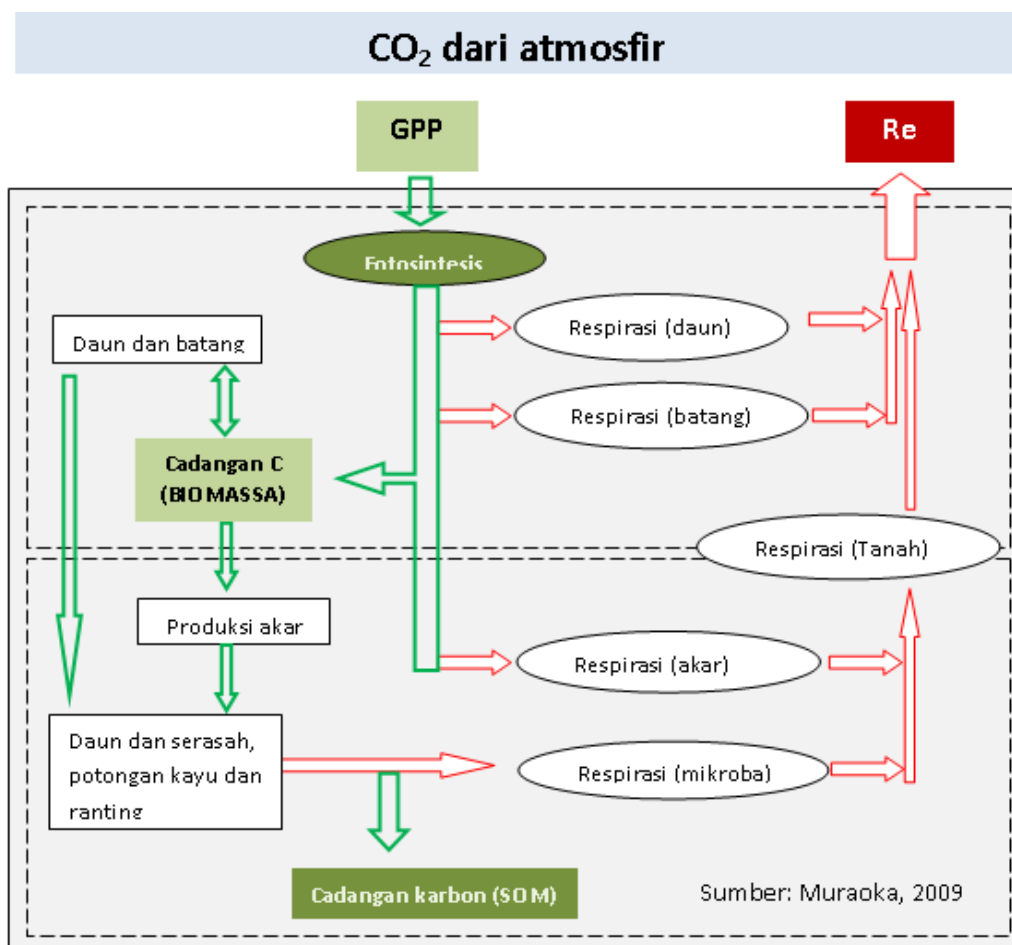 CO₂ dari atmosfir
GPP
Re
Fotosintesis
Respirasi (daun)
Daun dan batang
Respirasi (batang)
Cadangan C
(BIOMASSA)
Respirasi (Tanah)
Produksi akar
Respirasi (akar)
Daun dan serasah,
potongan kayu dan
ranting
Respirasi (mikroba)
Cadangan karbon (SOM)
Sumber: Muraoka, 2009